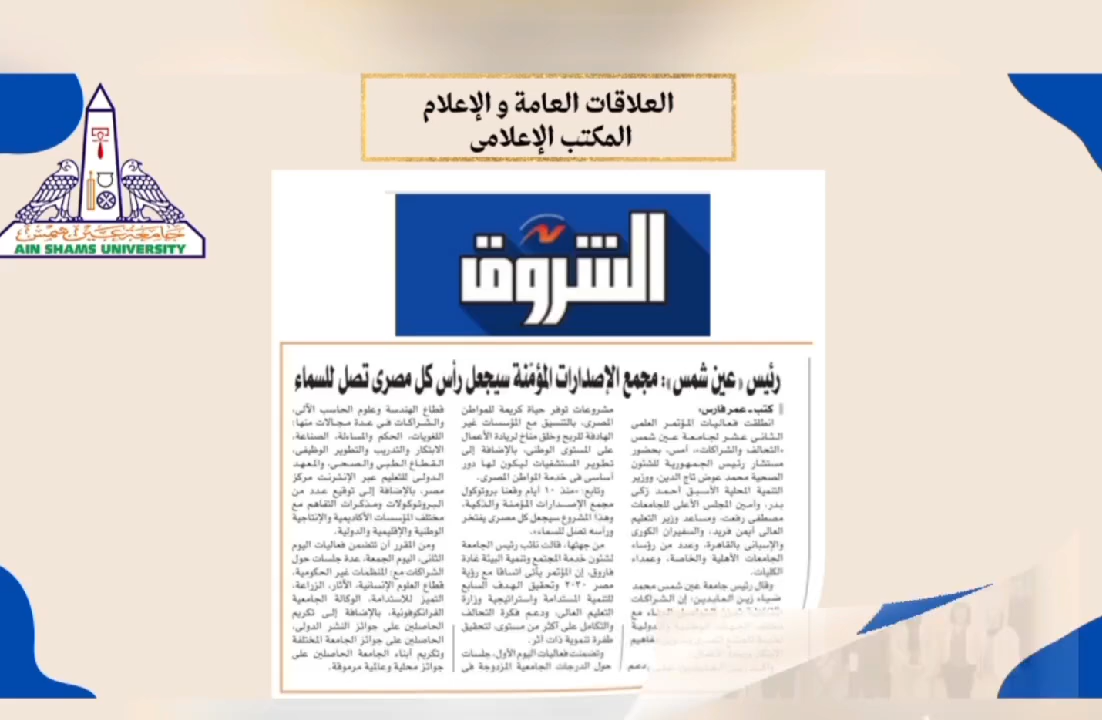 العلاقات العامة و الإعلام
المكتب الإعلامى
جامعة عين شمس
AIN SHAMS UNIVERSITY
الشروق
رئيس «عين شمس»: مجمع الإصدارات المؤمنة سيجعل رأس كل مصرى تصل للسماء
كتب ـ عمر فارس:
انطلقت فعاليات المؤتمر العلمى
الثانى عشر لجامعة عين شمس
«التحالف والشراكات»، أمس، بحضور
مستشار رئيس الجمهورية للشئون
الصحية محمد عوض تاج الدين، ووزير
التنمية المحلية الأسبق أحمد زكى
بدر، وأمين المجلس الأعلى للجامعات
مصطفى رفعت، ومساعد وزير التعليم
العالى أيمن فريد، والسفيران الكورى
والإسبانى بالقاهرة، وعدد من رؤساء
الجامعات الأهلية والخاصة، وعمداء
الكليات.
وقال رئيس جامعة عين شمس محمد
ضياء زين العابدين، إن الشراكات
مشروعات توفر حياة كريمة للمواطن
المصرى، بالتنسيق مع المؤسسات غير
الهادفة للربح وخلق مناخ لريادة الأعمال
على المستوى الوطنى، بالإضافة إلى
تطوير المستشفيات ليكون لها دور
أساسى فى خدمة المواطن المصرى.
وتابع: «منذ ١٠ أيام وقعنا بروتوكول
مجمع الإصدارات المؤمنة والذكية،
وهذا المشروع سيجعل كل مصرى يفتخر
ورأسه تصل للسماء».
من جهتها، قالت نائب رئيس الجامعة
لشئون خدمة المجتمع وتنمية البيئة غادة
فاروق، إن المؤتمر يأتى اتساقا مع رؤية
مصر ٢٠٣٠ وتحقيق الهدف السابع
للتنمية المستدامة واستراتيجية وزارة
التعليم العالى، ودعم فكرة التحالف
والتكامل على أكثر من مستوى، لتحقيق
طفرة تنموية ذات أثر.
وتضمنت فعاليات اليوم الأول، جلسات
حول الدرجات الجامعية المزدوجة فى
قطاع الهندسة وعلوم الحاسب الآلى،
والشراكات فى عدة مجالات منها:
اللغويات، الحكم والمساءلة، الصناعة،
الابتكار والتدريب والتطوير الوظيفى،
القطاع الطبى والصحى، والمعهد
الدولى للتعليم عبر الإنترنت مركز
مصر، بالإضافة إلى توقيع عدد من
البروتوكولات ومذكرات التفاهم مع
مختلف المؤسسات الأكاديمية والإنتاجية
الوطنية والإقليمية والدولية.
ومن المقرر أن تتضمن فعاليات اليوم
الثانى، اليوم الجمعة، عدة جلسات حول
الشراكات مع: المنظمات غير الحكومية،
قطاع العلوم الإنسانية، الآثار، الزراعة،
التميز للاستدامة، الوكالة الجامعية
الفرانكوفونية، بالإضافة إلى تكريم
الحاصلين على جوائز النشر الدولى،
الحاصلين على جوائز الجامعة المختلفة
وتكريم أبناء الجامعة الحاصلين على
جوائز محلية وعالمية مرموقة.